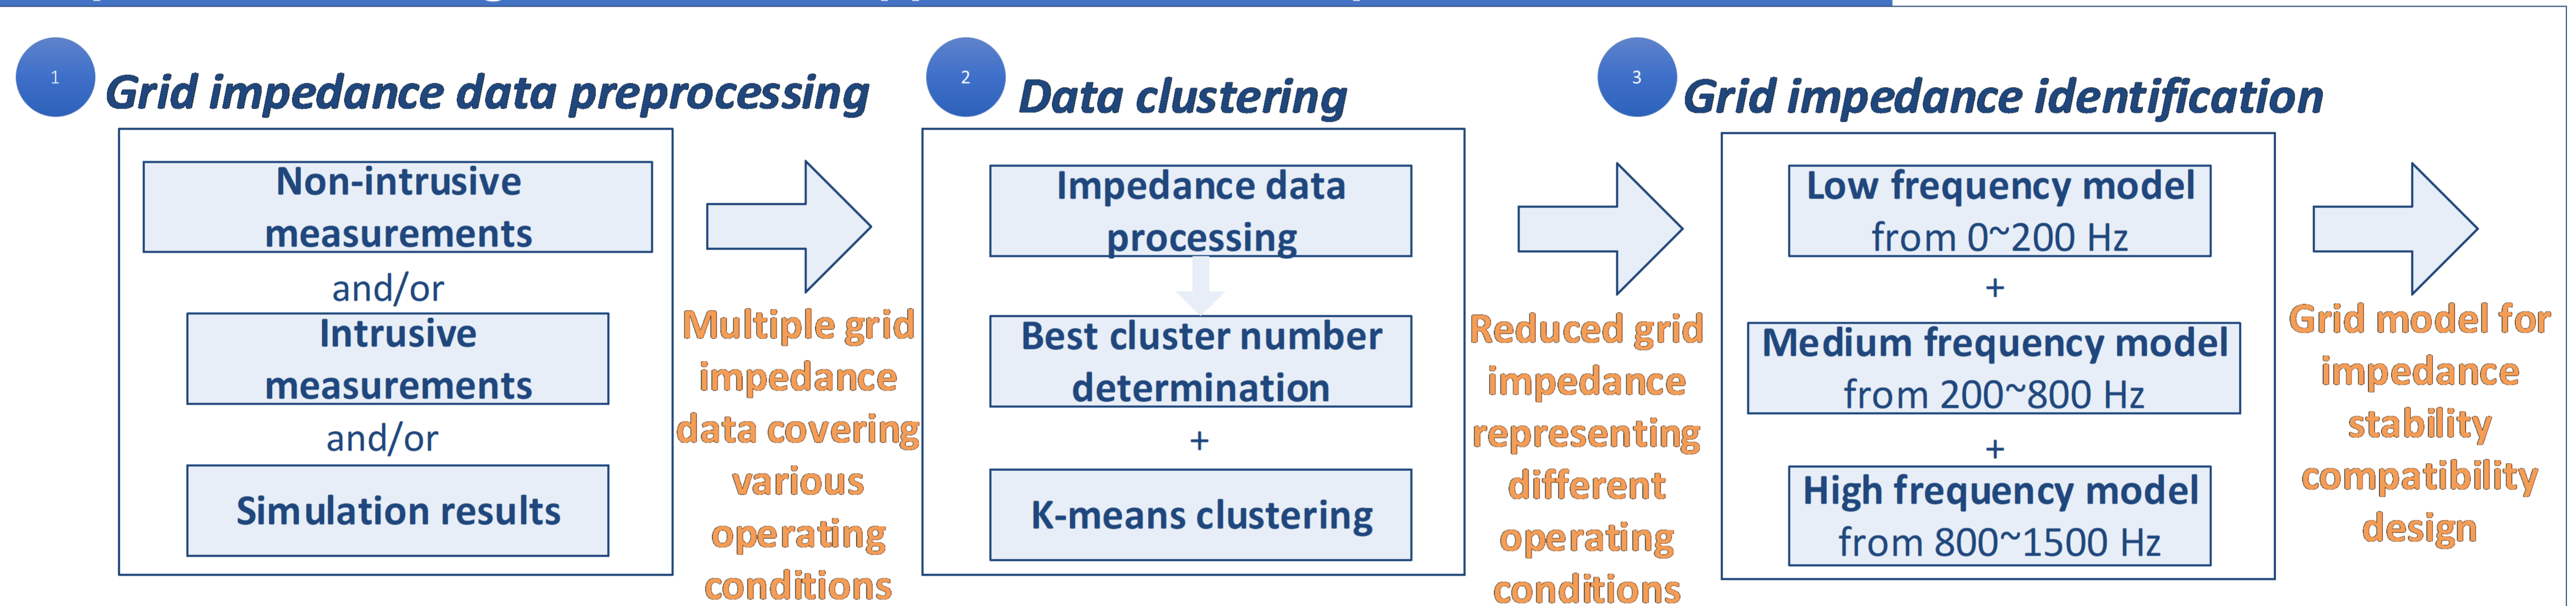 1
Grid impedance data preprocessing
Non-intrusive
measurements
and/or
Intrusive
measurements
and/or
Simulation results
Multiple grid
impedance
data covering
various
operating
conditions
2
Data clustering
Impedance data
processing
Best cluster number
determination
+
K-means clustering
Reduced grid
impedance
representing
different
operating
conditions
3
Grid impedance identification
Low frequency model
from 0~200 Hz
+
Medium frequency model
from 200~800 Hz
+
High frequency model
from 800~1500 Hz
Grid model for
impedance
stability
compatibility
design